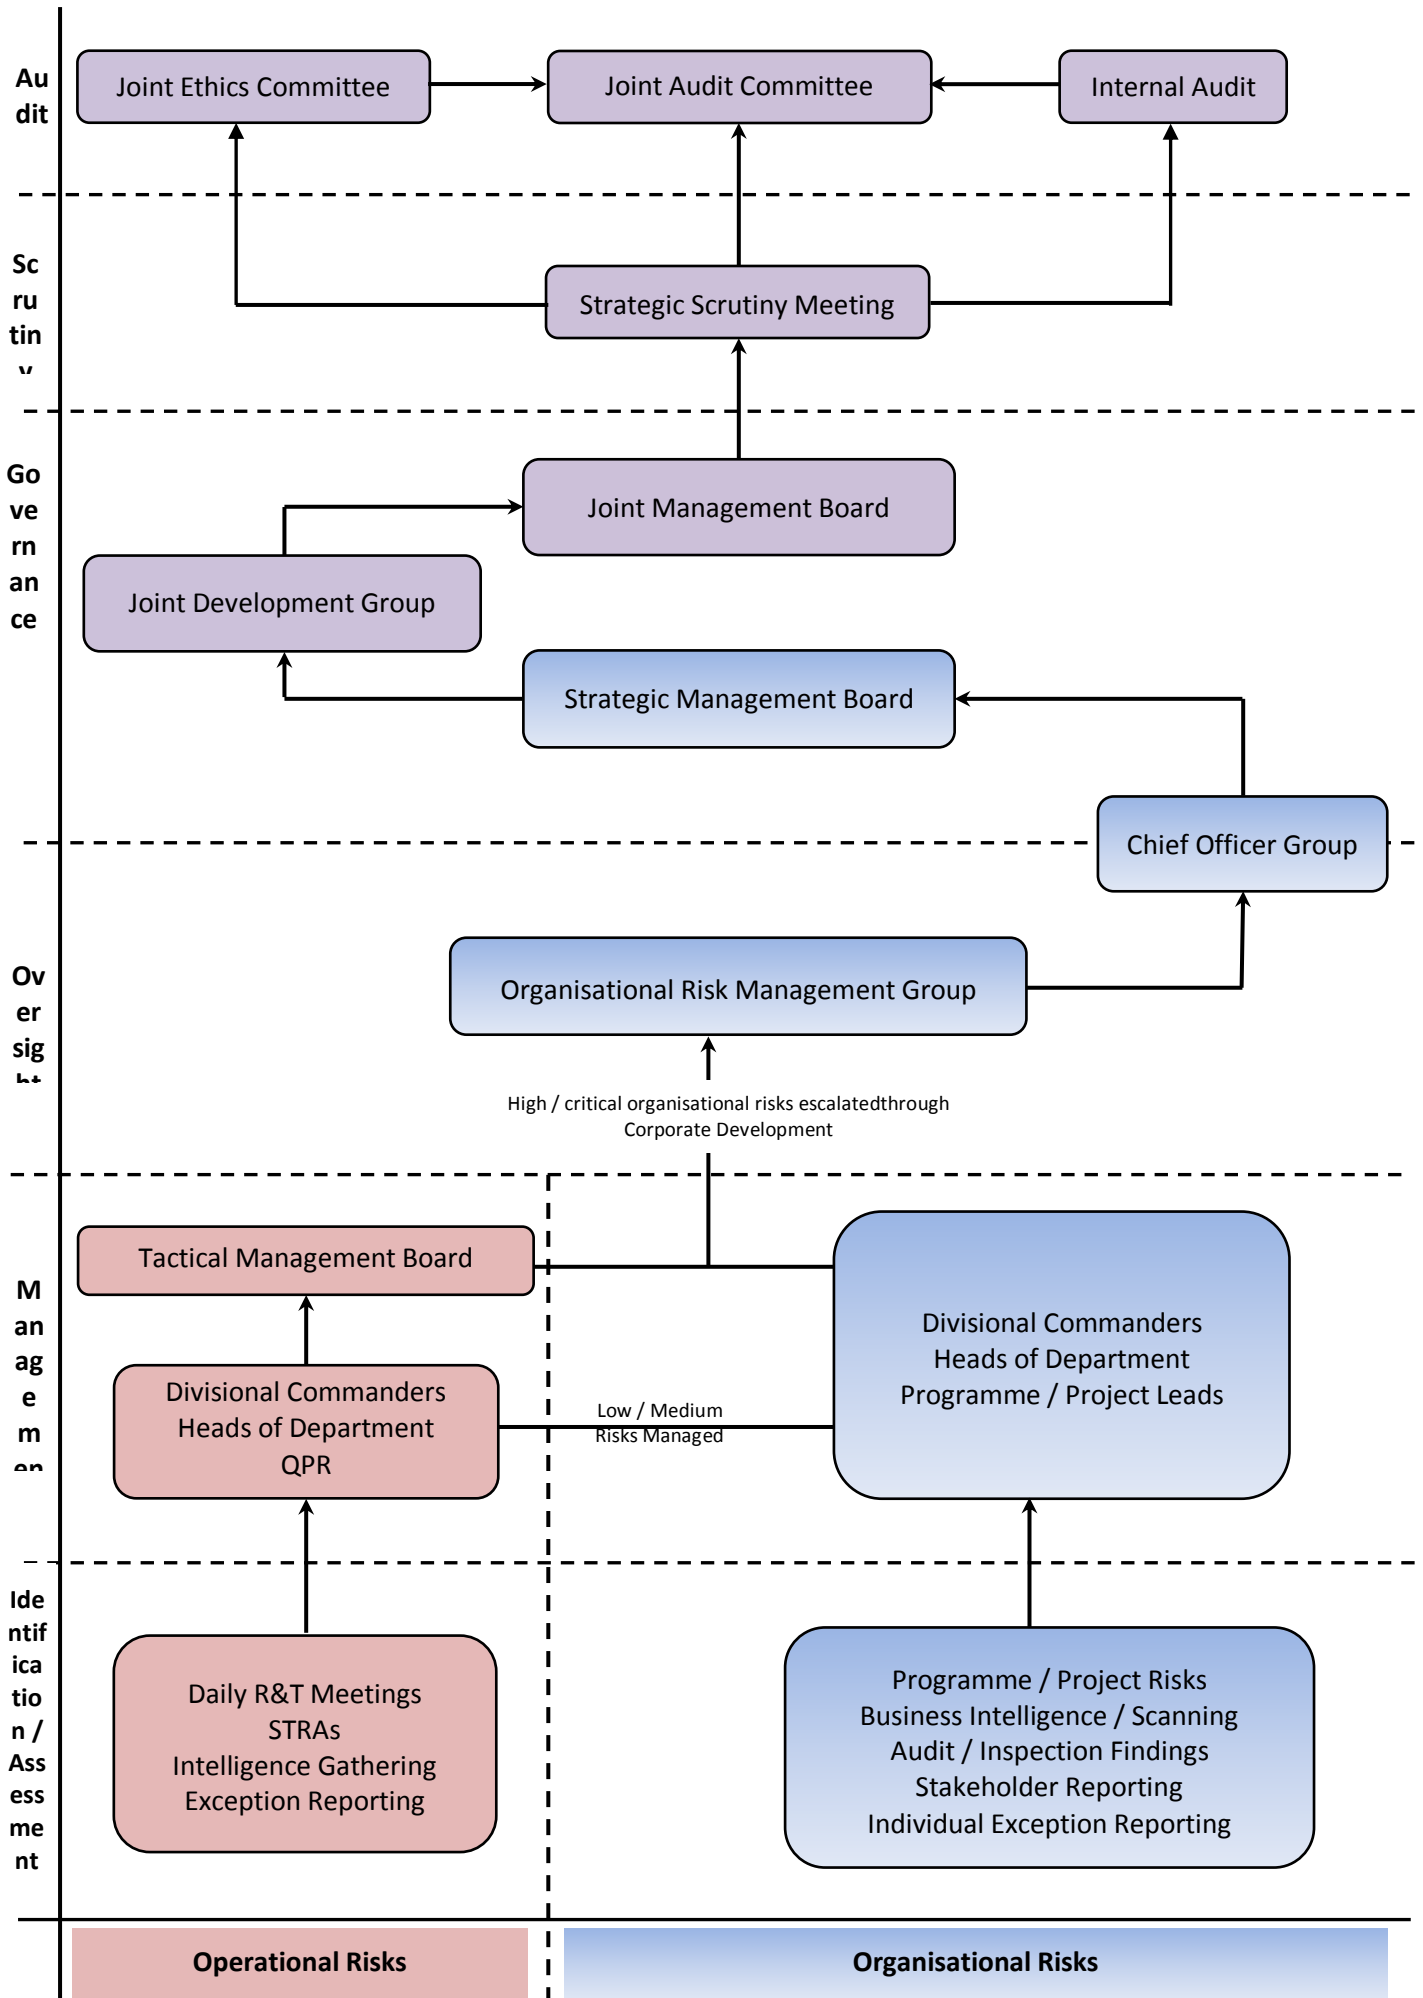 Au
dit
Joint Ethics Committee
Joint Audit Committee
Internal Audit
Sc
ru
tin
y
Strategic Scrutiny Meeting
Go
ve
rn
an
ce
Joint Management Board
Joint Development Group
Strategic Management Board
Chief Officer Group
Ov
er
sig
ht
Organisational Risk Management Group
High / critical organisational risks escalatedthrough
Corporate Development
M
an
ag
e
m
en
Tactical Management Board
Divisional Commanders
Heads of Department
QPR
Low / Medium
Risks Managed
Divisional Commanders
Heads of Department
Programme / Project Leads
Ide
ntif
ica
tio
n /
Ass
ess
me
nt
Daily R&T Meetings
STRAs
Intelligence Gathering
Exception Reporting
Programme / Project Risks
Business Intelligence / Scanning
Audit / Inspection Findings
Stakeholder Reporting
Individual Exception Reporting
Operational Risks
Organisational Risks